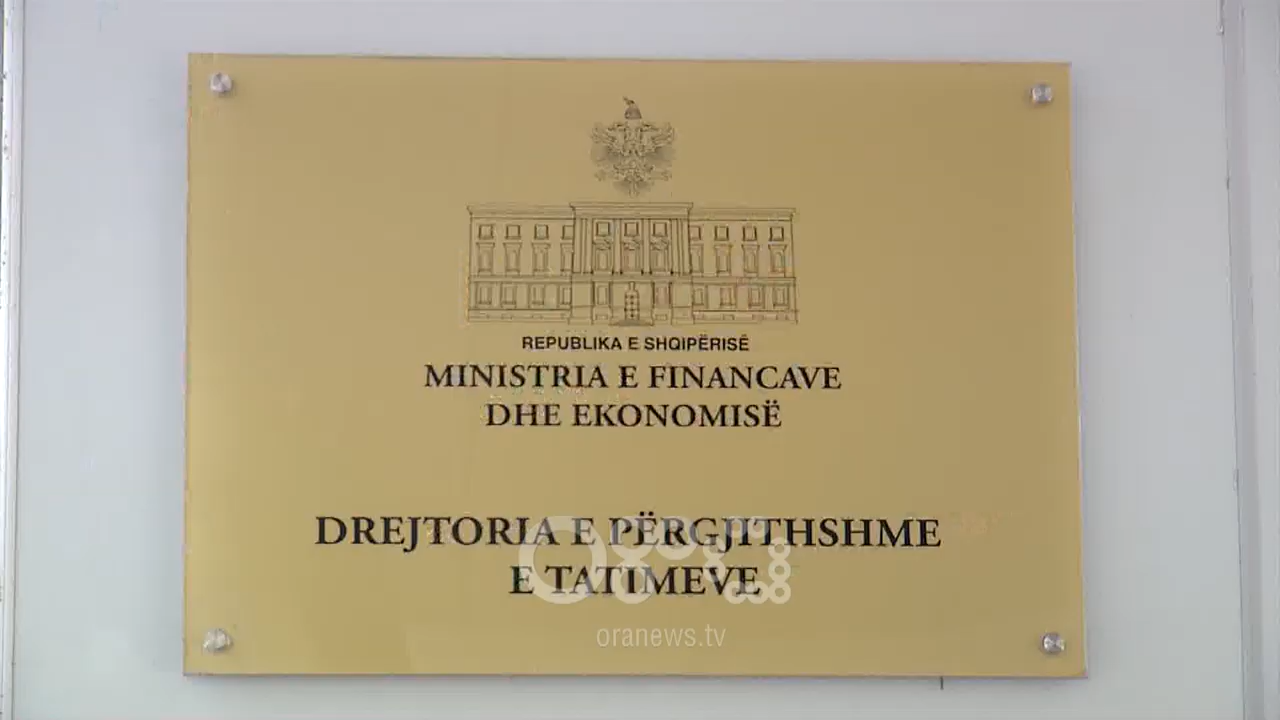 REPUBLIKA E SHQIPËRISË
MINISTRIA E FINANCAVE
DHE EKONOMISË
DREJTORIA E PËRGJITHSHME
E TATIMEVE
oranews.tv